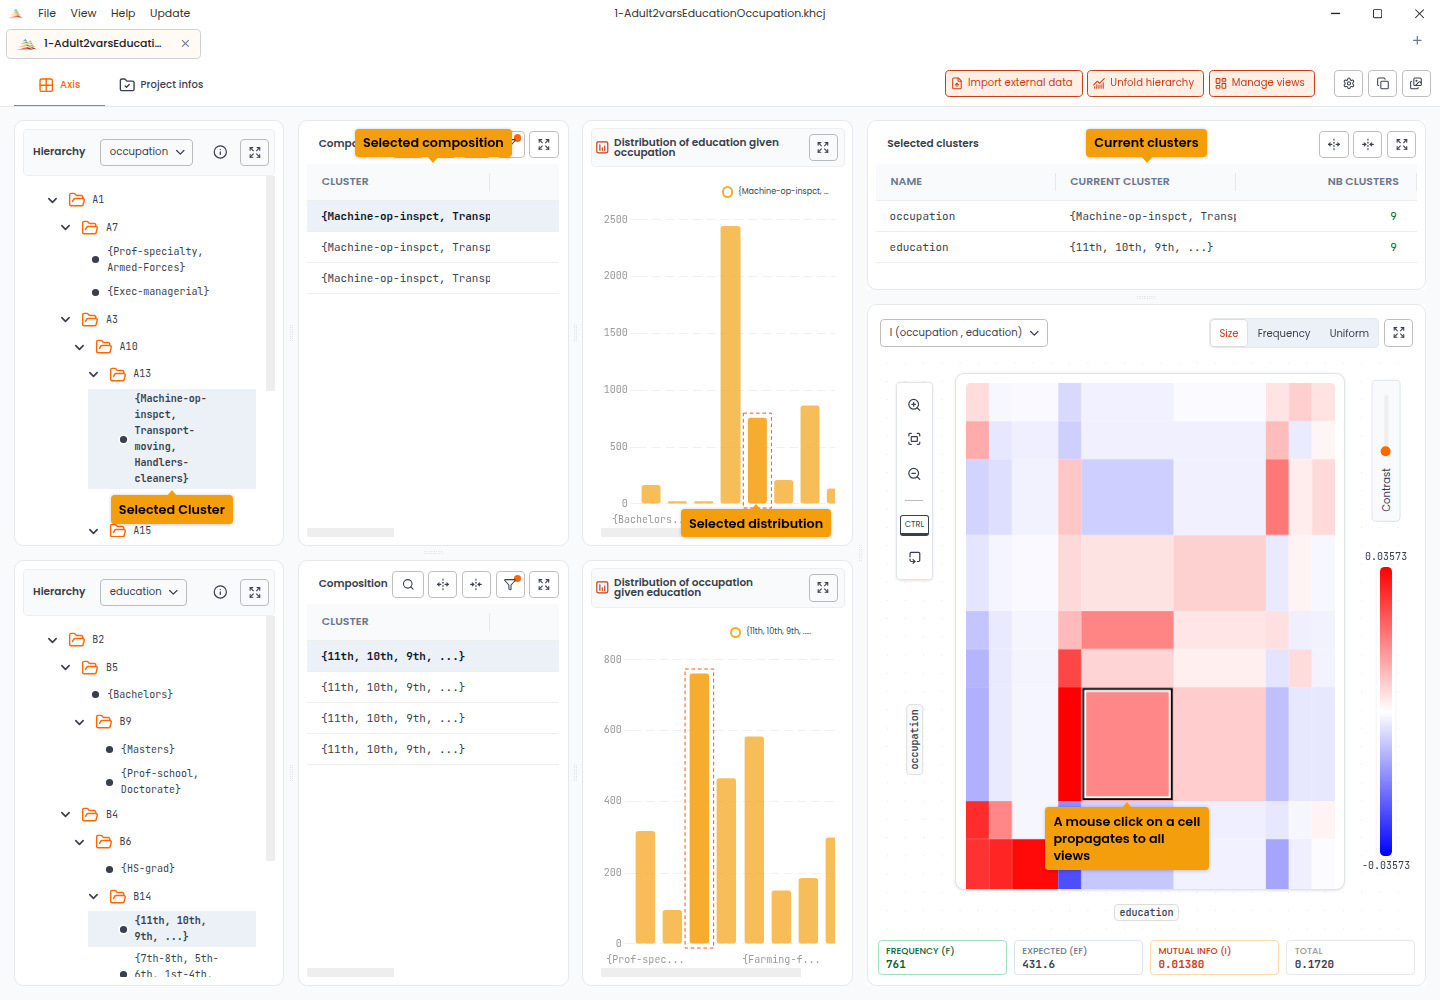 File View Help Update
1-Adult2varsEducationOccupation.khcj
1-Adult2varsEducati...
Axis
Project infos
Import external data
Unfold hierarchy
Manage views
Hierarchy
occupation
A1
A7
{Prof-specialty,
Armed-Forces}
{Exec-managerial}
A3
A10
A13
{Machine-op-
inspct,
Transport-
moving,
Handlers-
cleaners}
Selected Cluster
A15
Selected composition
CLUSTER
{Machine-op-inspct, Transp
{Machine-op-inspct, Transp
{Machine-op-inspct, Transp
Distribution of education given
occupation
{Machine-op-inspct, ...
2500
2000
1500
1000
500
0
{Bachelors..
Selected distribution
Selected clusters
Current clusters
NAME CURRENT CLUSTER NB CLUSTERS
occupation {Machine-op-inspct, Transp 9
education {11th, 10th, 9th, ...} 9
Hierarchy
education
B2
B5
{Bachelors}
B9
{Masters}
{Prof-school,
Doctorate}
B4
B6
{HS-grad}
B14
{11th, 10th,
9th, ...}
{7th-8th, 5th-
6th, 1st-4th,
Composition
CLUSTER
{11th, 10th, 9th, ...}
{11th, 10th, 9th, ...}
{11th, 10th, 9th, ...}
{11th, 10th, 9th, ...}
Distribution of occupation
given education
{11th, 10th, 9th, ....
800
600
400
200
0
{Prof-spec... {Farming-f...
I (occupation , education)
Size Frequency Uniform
CTRL
Contrast
0.03573
-0.03573
occupation
A mouse click on a cell
propagates to all
views
education
FREQUENCY (F)
761
EXPECTED (EF)
431.6
MUTUAL INFO (I)
0.01380
TOTAL
0.1720